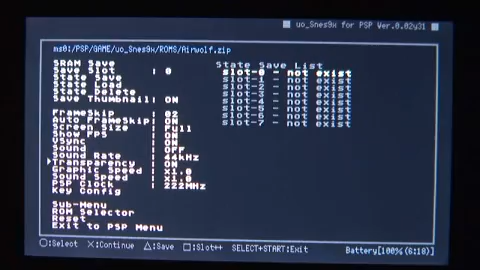 uo_Snes9x for PSP Ver.0.02y31
ms0:/PSP/GAME/uo_Snes9x/ROMS/Airwolf.zip
SRAM Save
Save Slot : 0
State Save
State Load
State Delete
Save Thumbnail: ON
FrameSkip : 02
Auto FrameSkip: ON
Screen Size : Full
Show FPS : ON
VSync : ON
Sound : OFF
Sound Rate : 44kHz
Transparency : ON
Graphic Speed : x1.0
Sound Speed : x1.0
PSP Clock : 222MHz
Key Config
Sub-Menu
ROM Selector
Reset
Exit to PSP Menu
State Save List
slot-0 - not exist
slot-1 - not exist
slot-2 - not exist
slot-3 - not exist
slot-4 - not exist
slot-5 - not exist
slot-6 - not exist
slot-7 - not exist
○:Select ×:Continue △:Save □:Slot++ SELECT+START:Exit Battery[100% (6:18)]